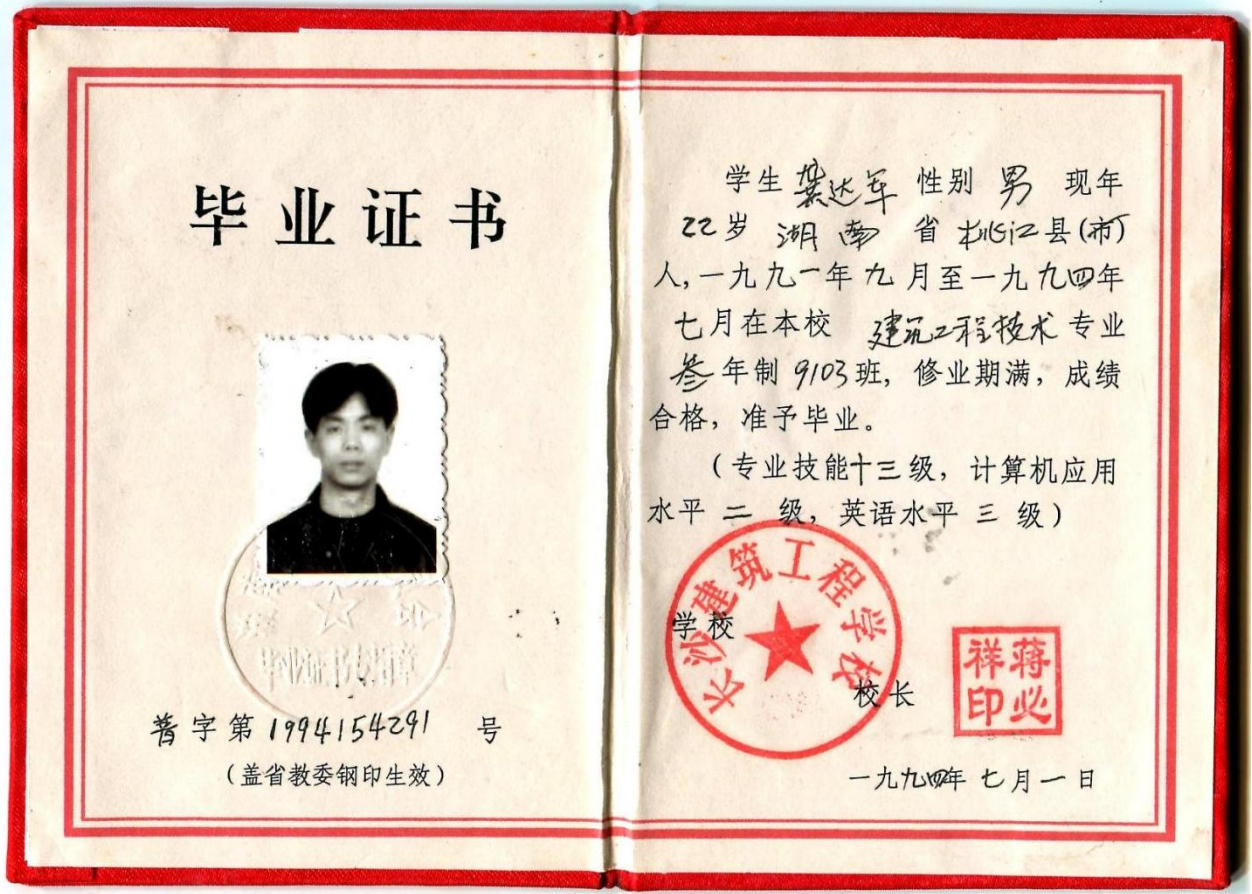 毕业证书
普字第 1994154291 号
(盖省教委钢印生效)
学生 龚达军 性别 男 现年
22岁 湖南 省 桃江县(市)
人,一九九一年九月至一九九四年
七月在本校 建筑工程技术专业
叁年制 9103班, 修业期满, 成绩
合格, 准予毕业。
(专业技能十三级, 计算机应用
水平 二 级, 英语水平 三 级)
长沙建筑工程学校
学校
校长
蒋必祥印
一九九四年 七月一日